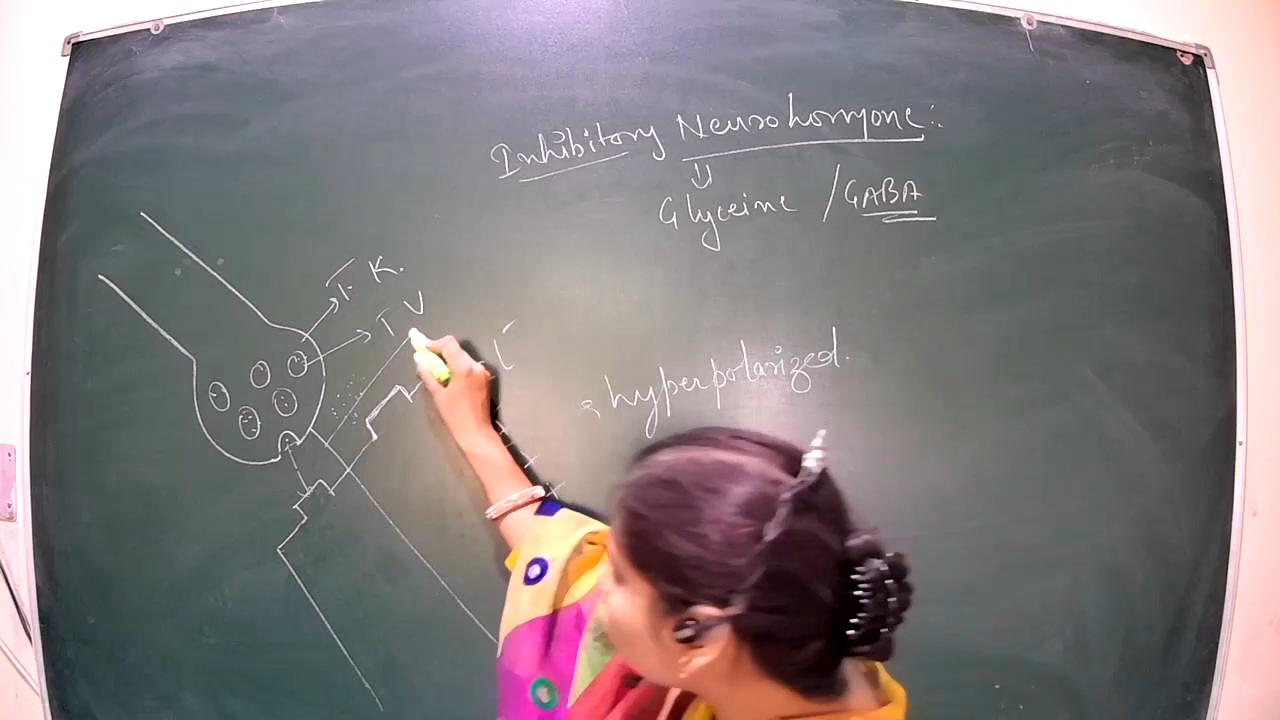 Inhibitory Neurohormone:
Glyceine / GABA
T. K.
T V
hyperpolarized.